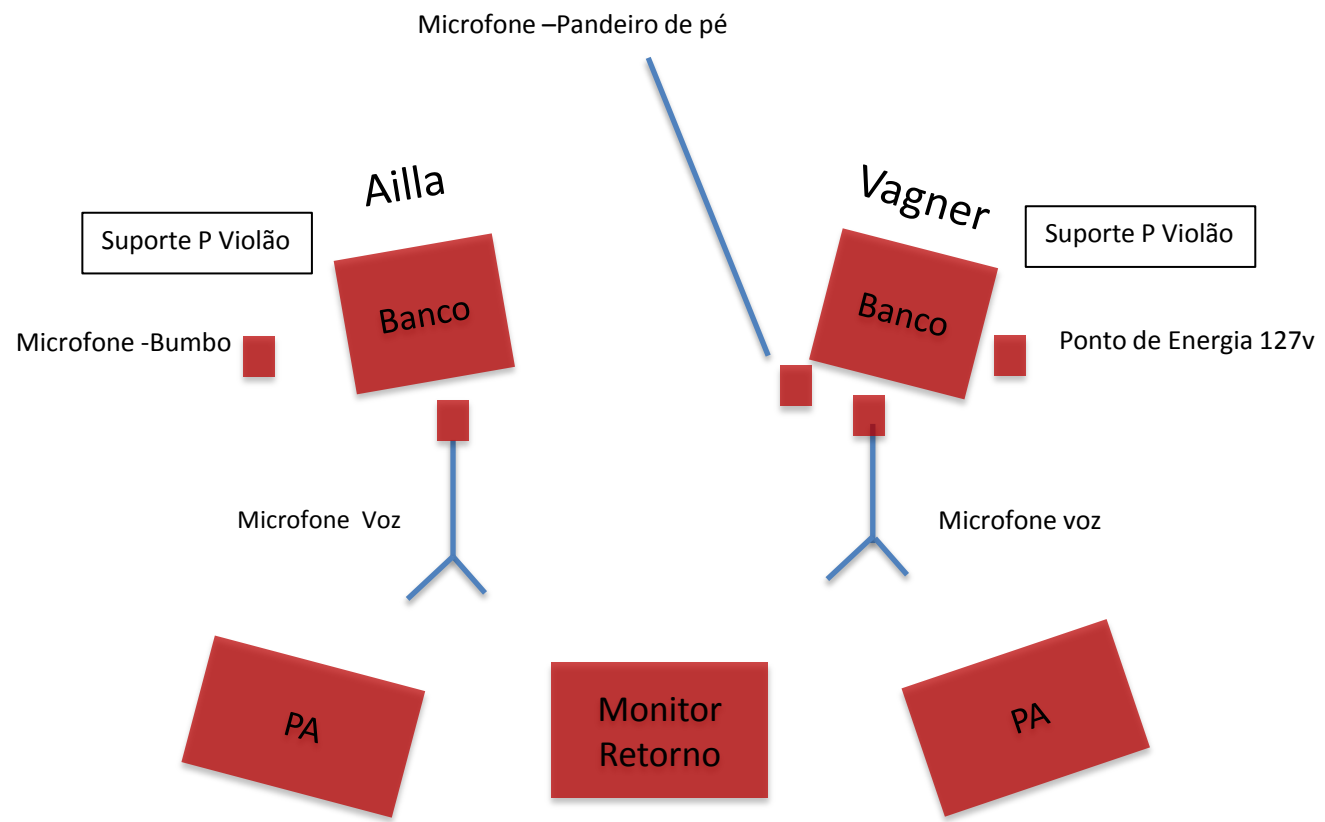 Microfone –Pandeiro de pé
Ailla
Vagner
Suporte P Violão
Suporte P Violão
Banco
Banco
Microfone -Bumbo
Ponto de Energia 127v
Microfone  Voz
Microfone voz
PA
Monitor
Retorno
PA